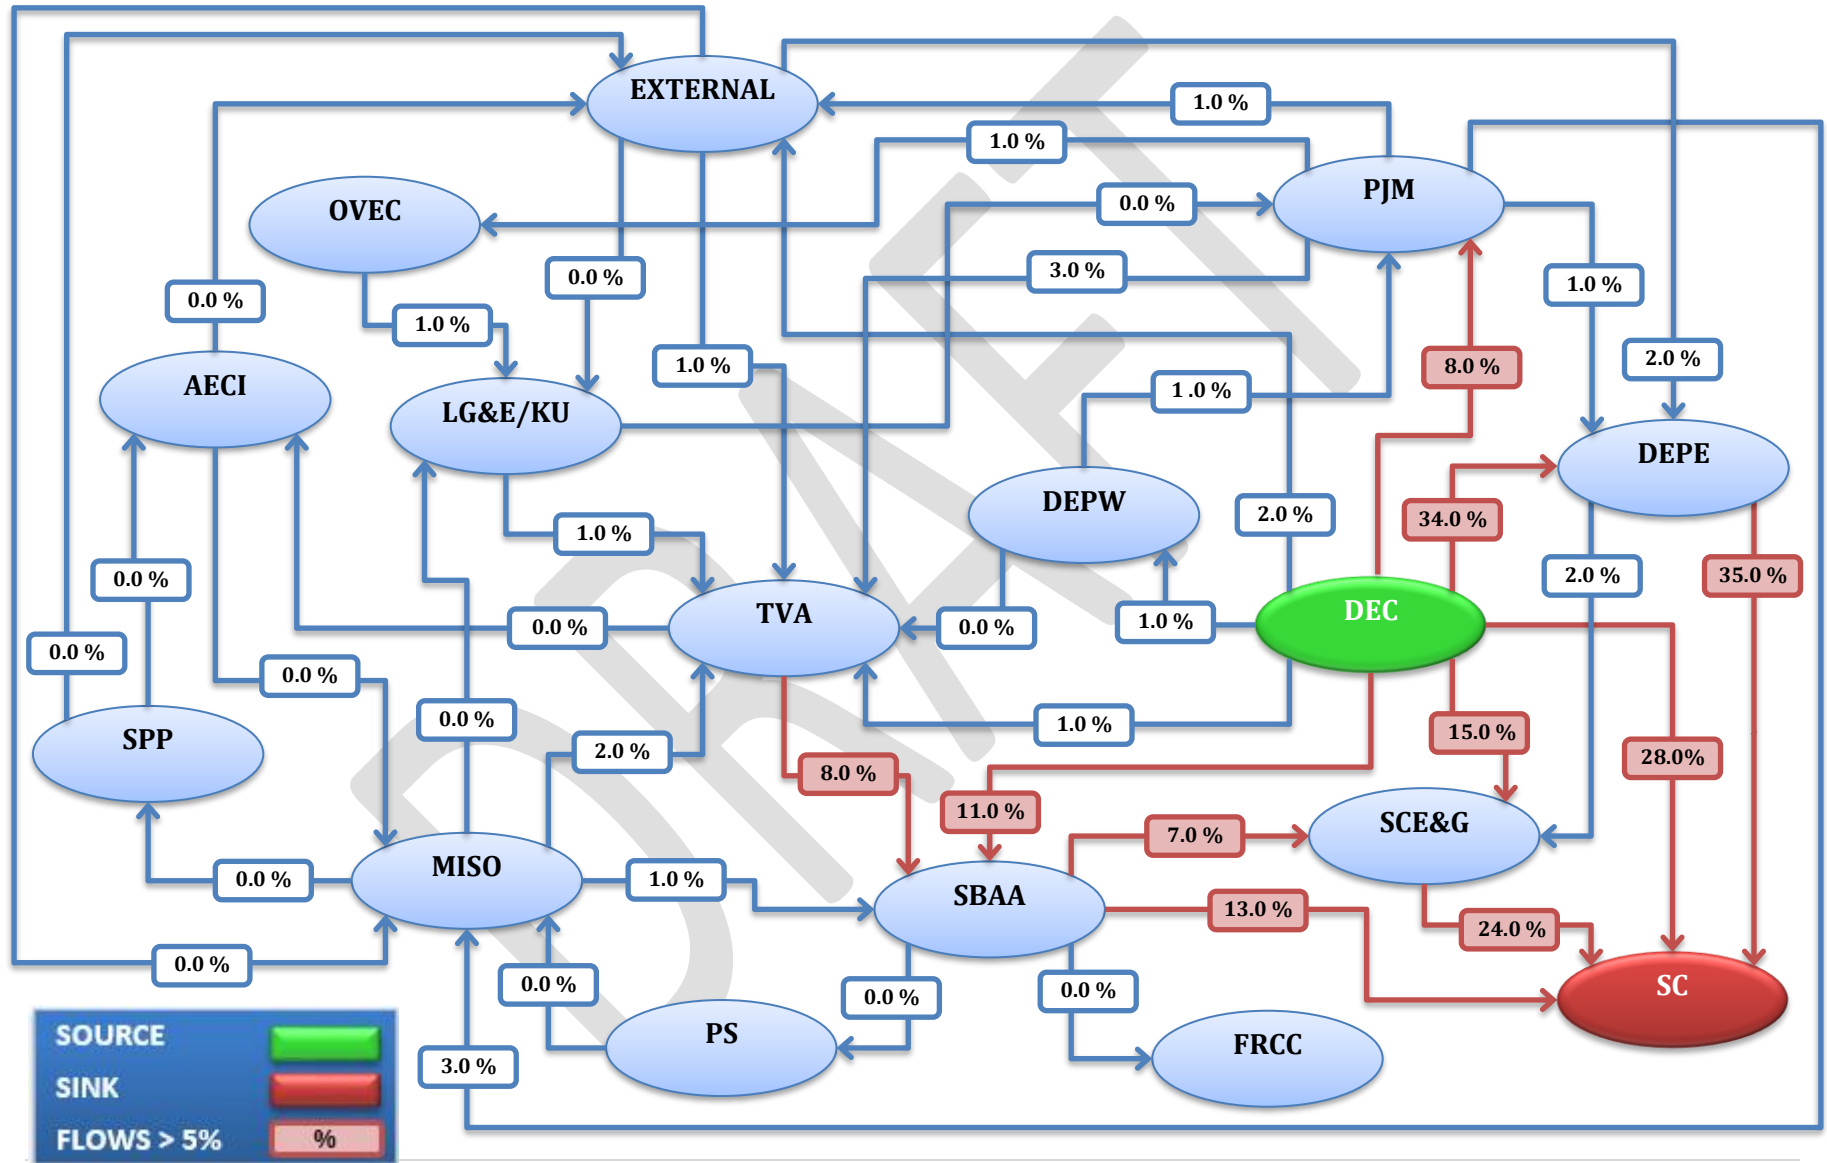 EXTERNAL
1.0 %
1.0 %
PJM
OVEC
0.0 %
3.0 %
0.0 %
0.0 %
1.0 %
1.0 %
1.0 %
8.0 %
2.0 %
AECI
LG&E/KU
1.0 %
DEPE
DEPW
2.0 %
34.0 %
1.0 %
0.0 %
2.0 %
35.0 %
TVA
DEC
0.0 %
0.0 %
1.0 %
0.0 %
0.0 %
0.0 %
1.0 %
15.0 %
SPP
2.0 %
28.0%
8.0 %
11.0 %
SCE&G
7.0 %
MISO
0.0 %
1.0 %
SBAA
13.0 %
24.0 %
0.0 %
0.0 %
0.0 %
0.0 %
SC
PS
FRCC
3.0 %
SOURCE
SINK
FLOWS > 5%
%
DRAFT